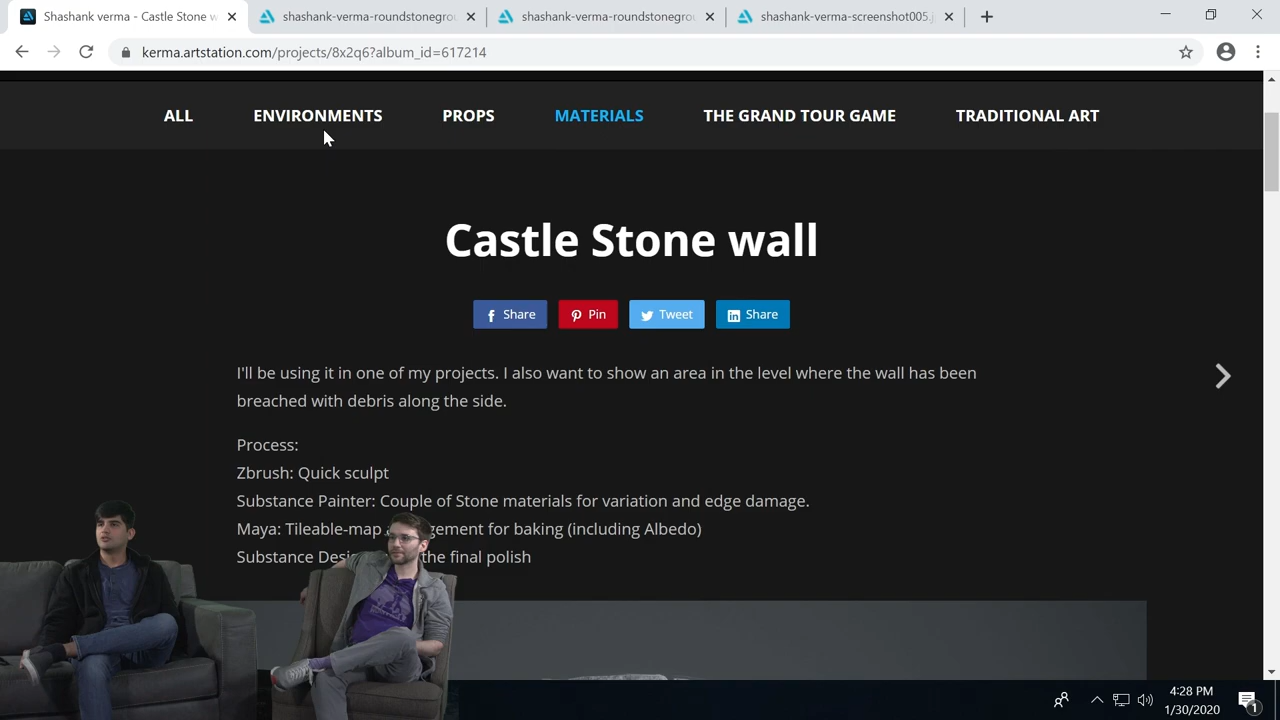 Shashank verma - Castle Stone w
shashank-verma-roundstonegrou
shashank-verma-roundstonegrou
shashank-verma-screenshot005.j
kerma.artstation.com/projects/8x2q6?album_id=617214
ALL ENVIRONMENTS PROPS MATERIALS THE GRAND TOUR GAME TRADITIONAL ART
Castle Stone wall
Share Pin Tweet Share
I'll be using it in one of my projects. I also want to show an area in the level where the wall has been
breached with debris along the side.
Process:
Zbrush: Quick sculpt
Substance Painter: Couple of Stone materials for variation and edge damage.
Maya: Tileable-map gement for baking (including Albedo)
Substance Desi the final polish
4:28 PM
1/30/2020
1